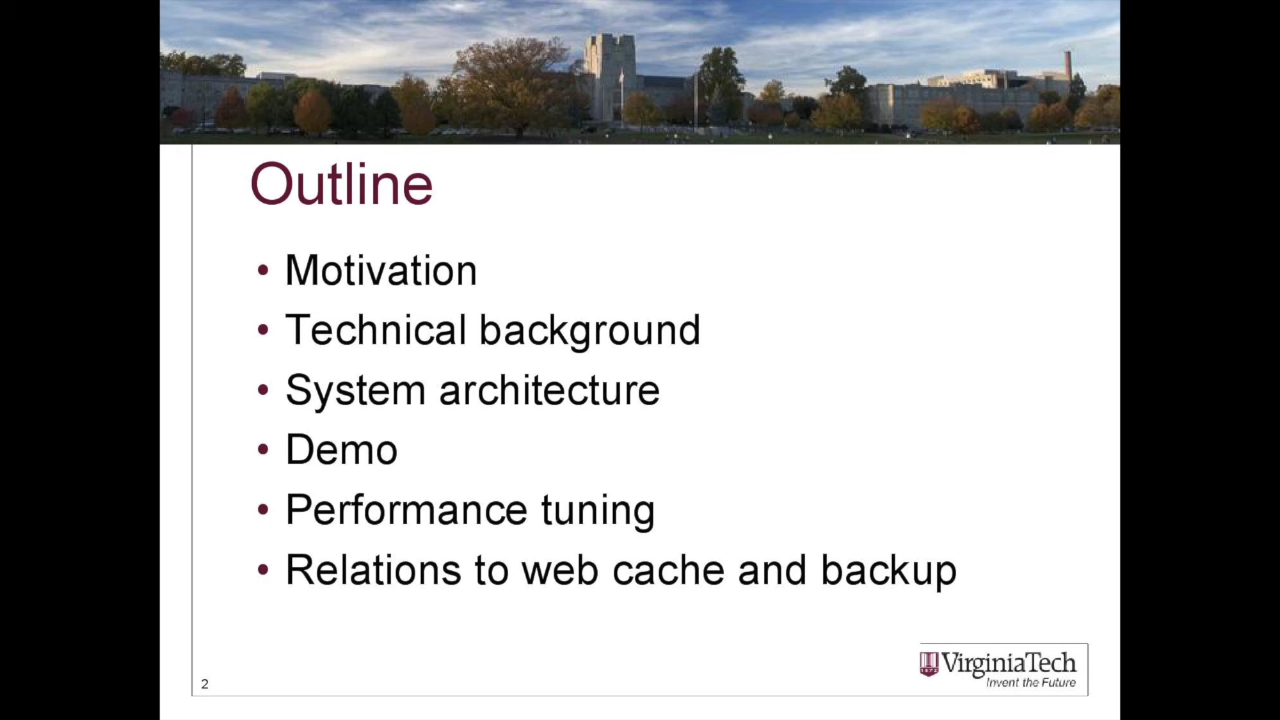 Outline
• Motivation
• Technical background
• System architecture
• Demo
• Performance tuning
• Relations to web cache and backup
VirginiaTech
Invent the Future
2